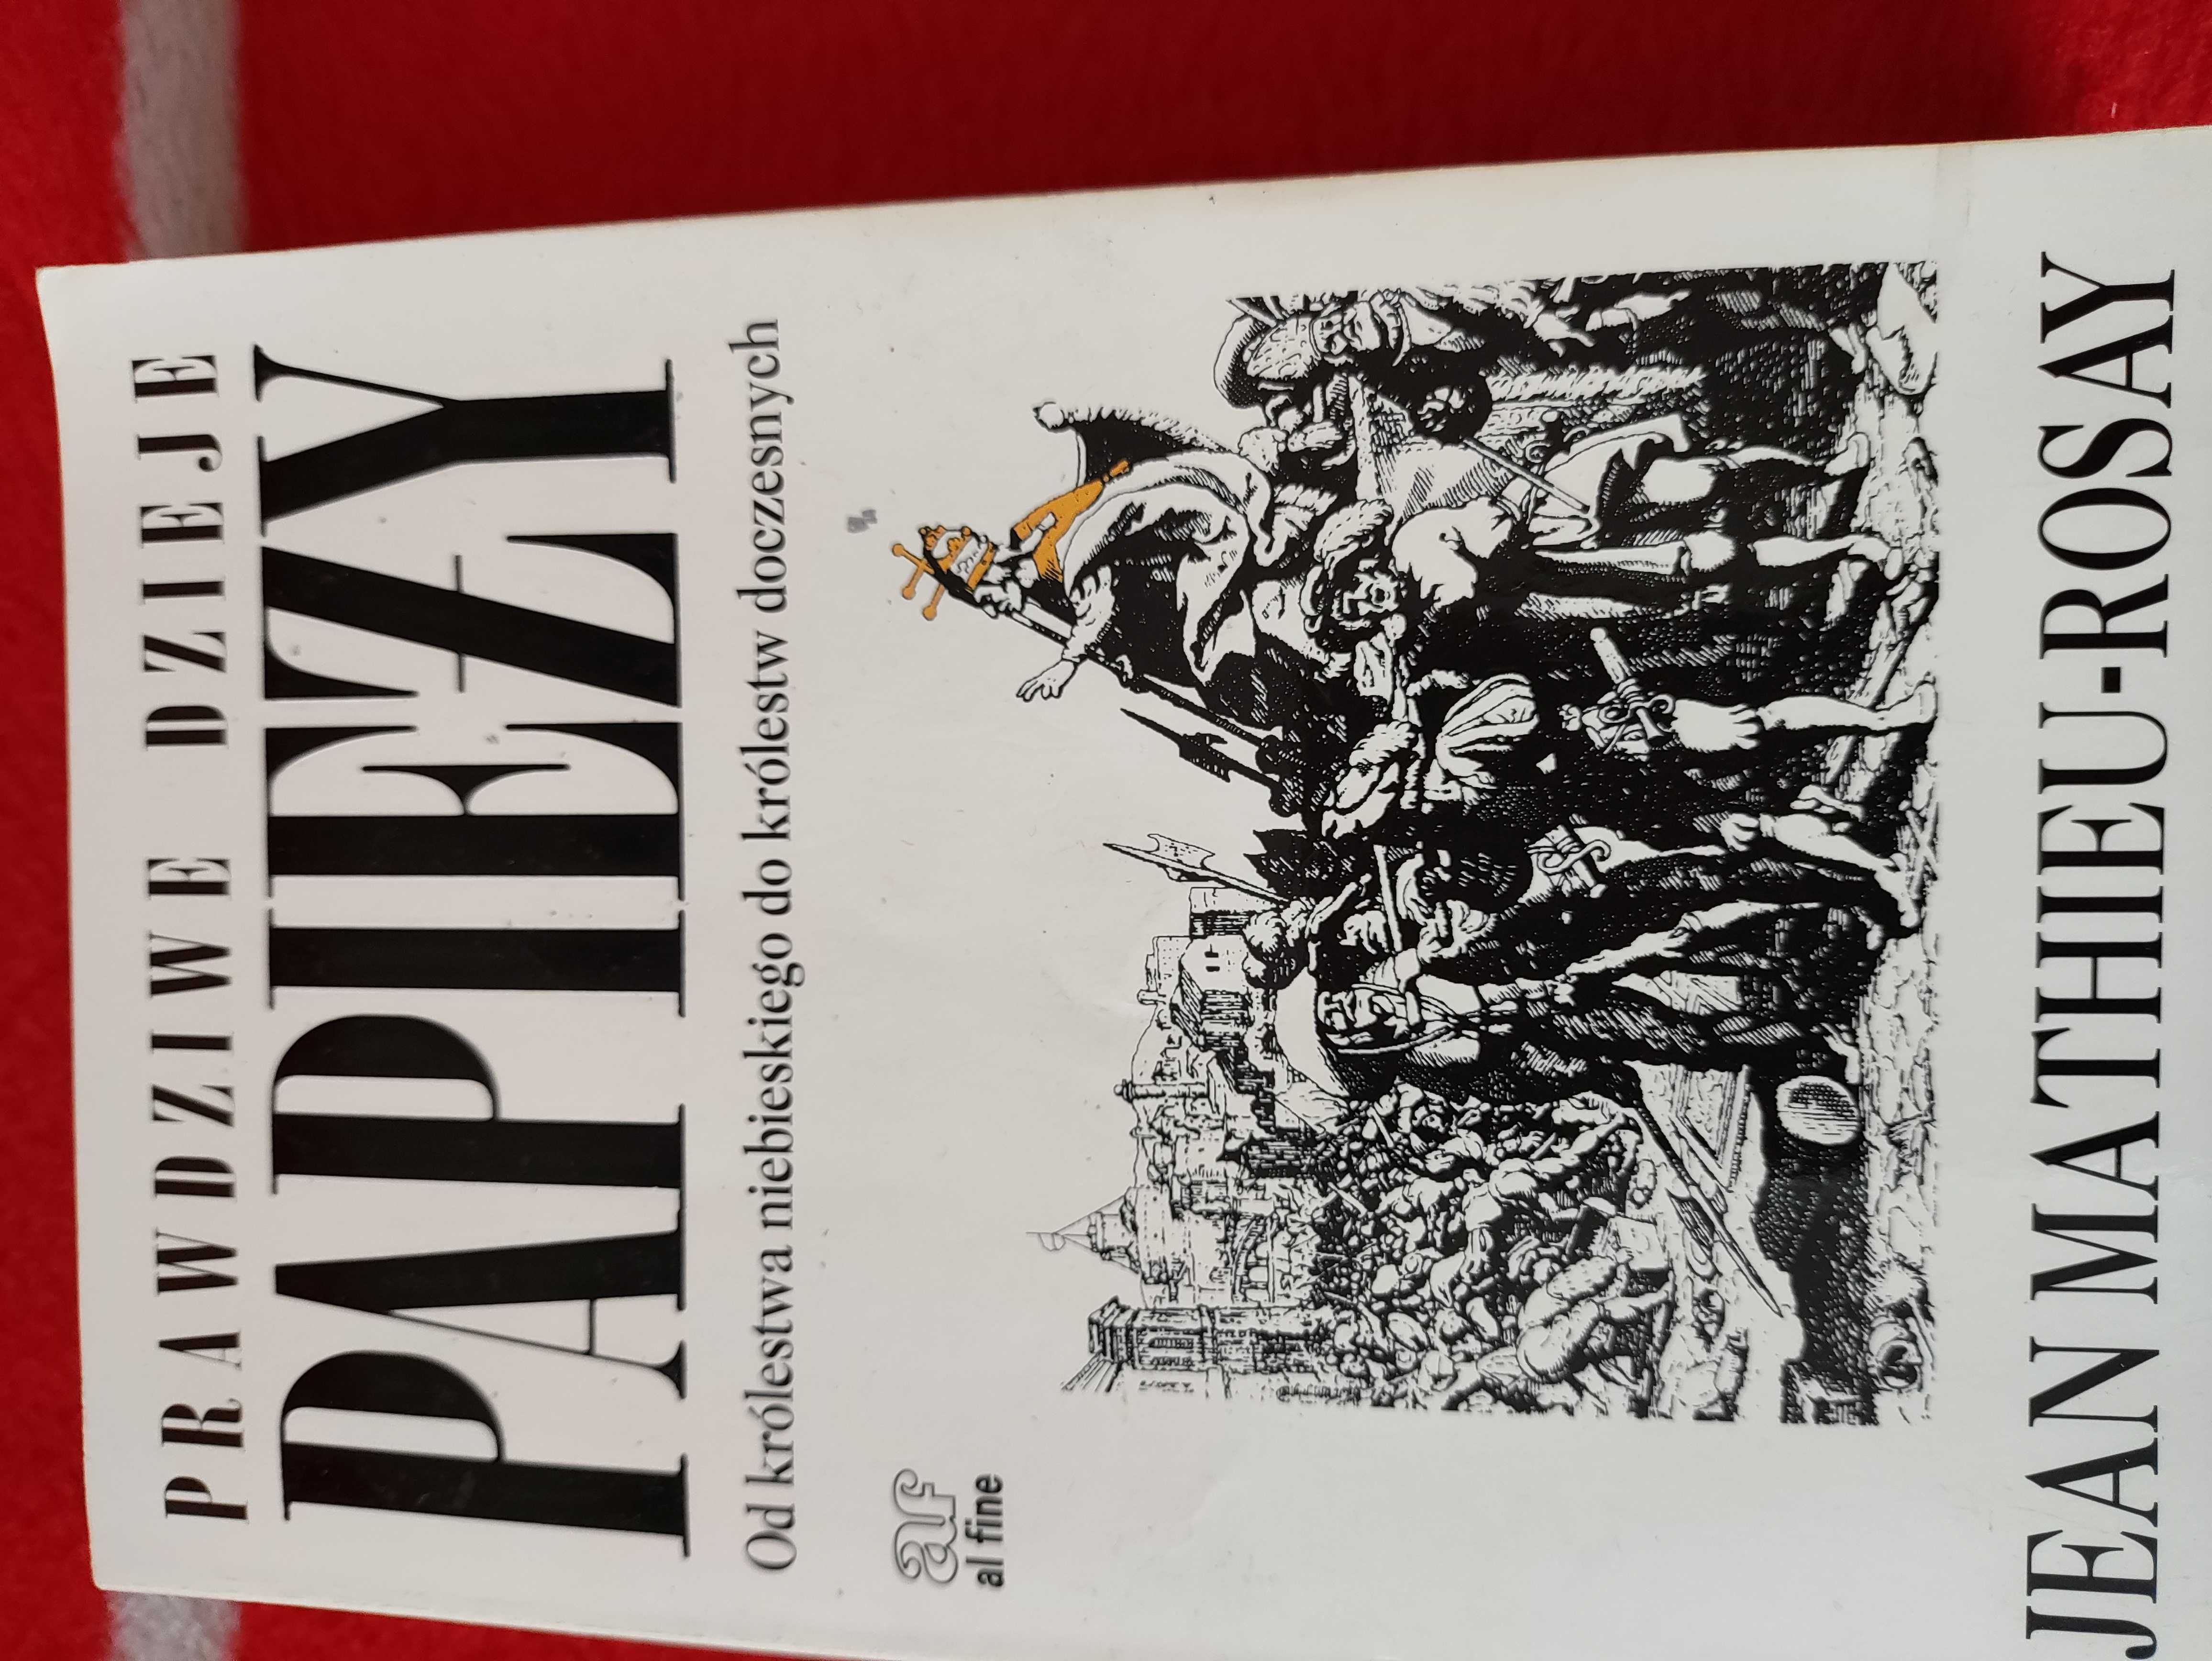 PRAWDZIWE DZIEJE
PAPIEŻY
Od królestwa niebieskiego do królestw doczesnych
af
al fine
JEAN MATHIEU-ROSAY